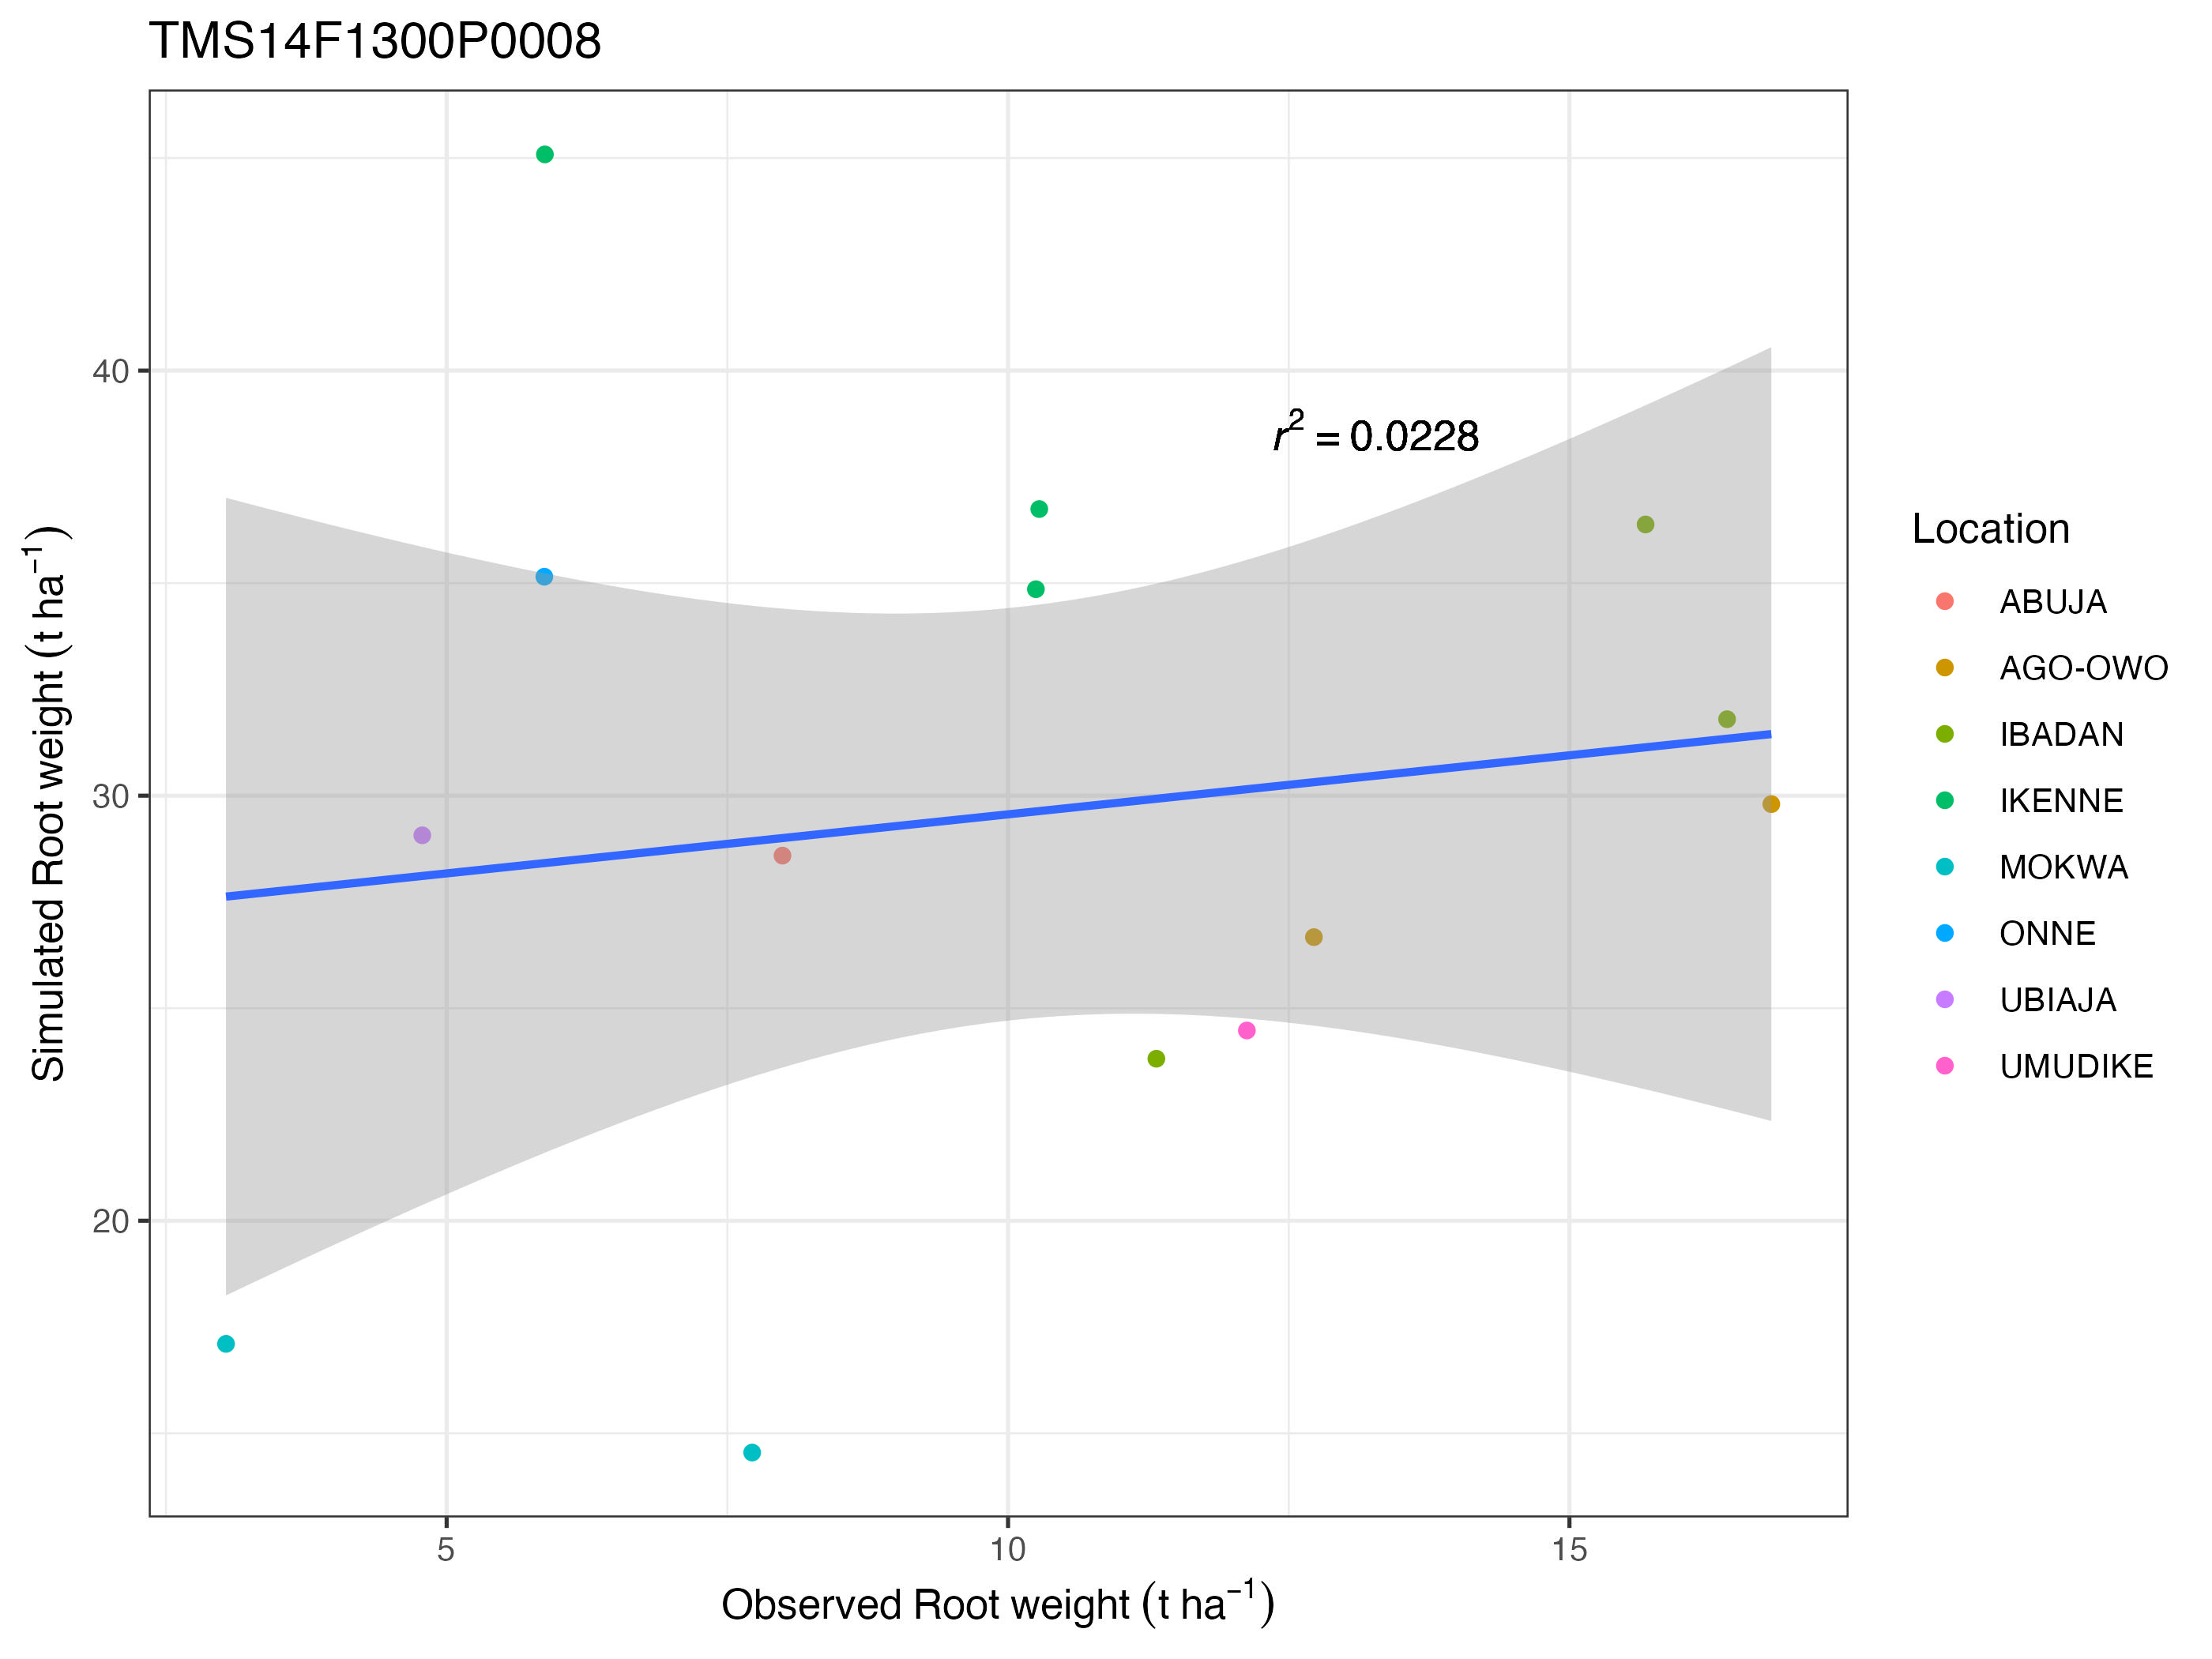 TMS14F1300P0008
r² = 0.0228
Simulated Root weight (t ha⁻¹)
40
30
20
5 10 15
Observed Root weight (t ha⁻¹)
Location
ABUJA
AGO-OWO
IBADAN
IKENNE
MOKWA
ONNE
UBIAJA
UMUDIKE